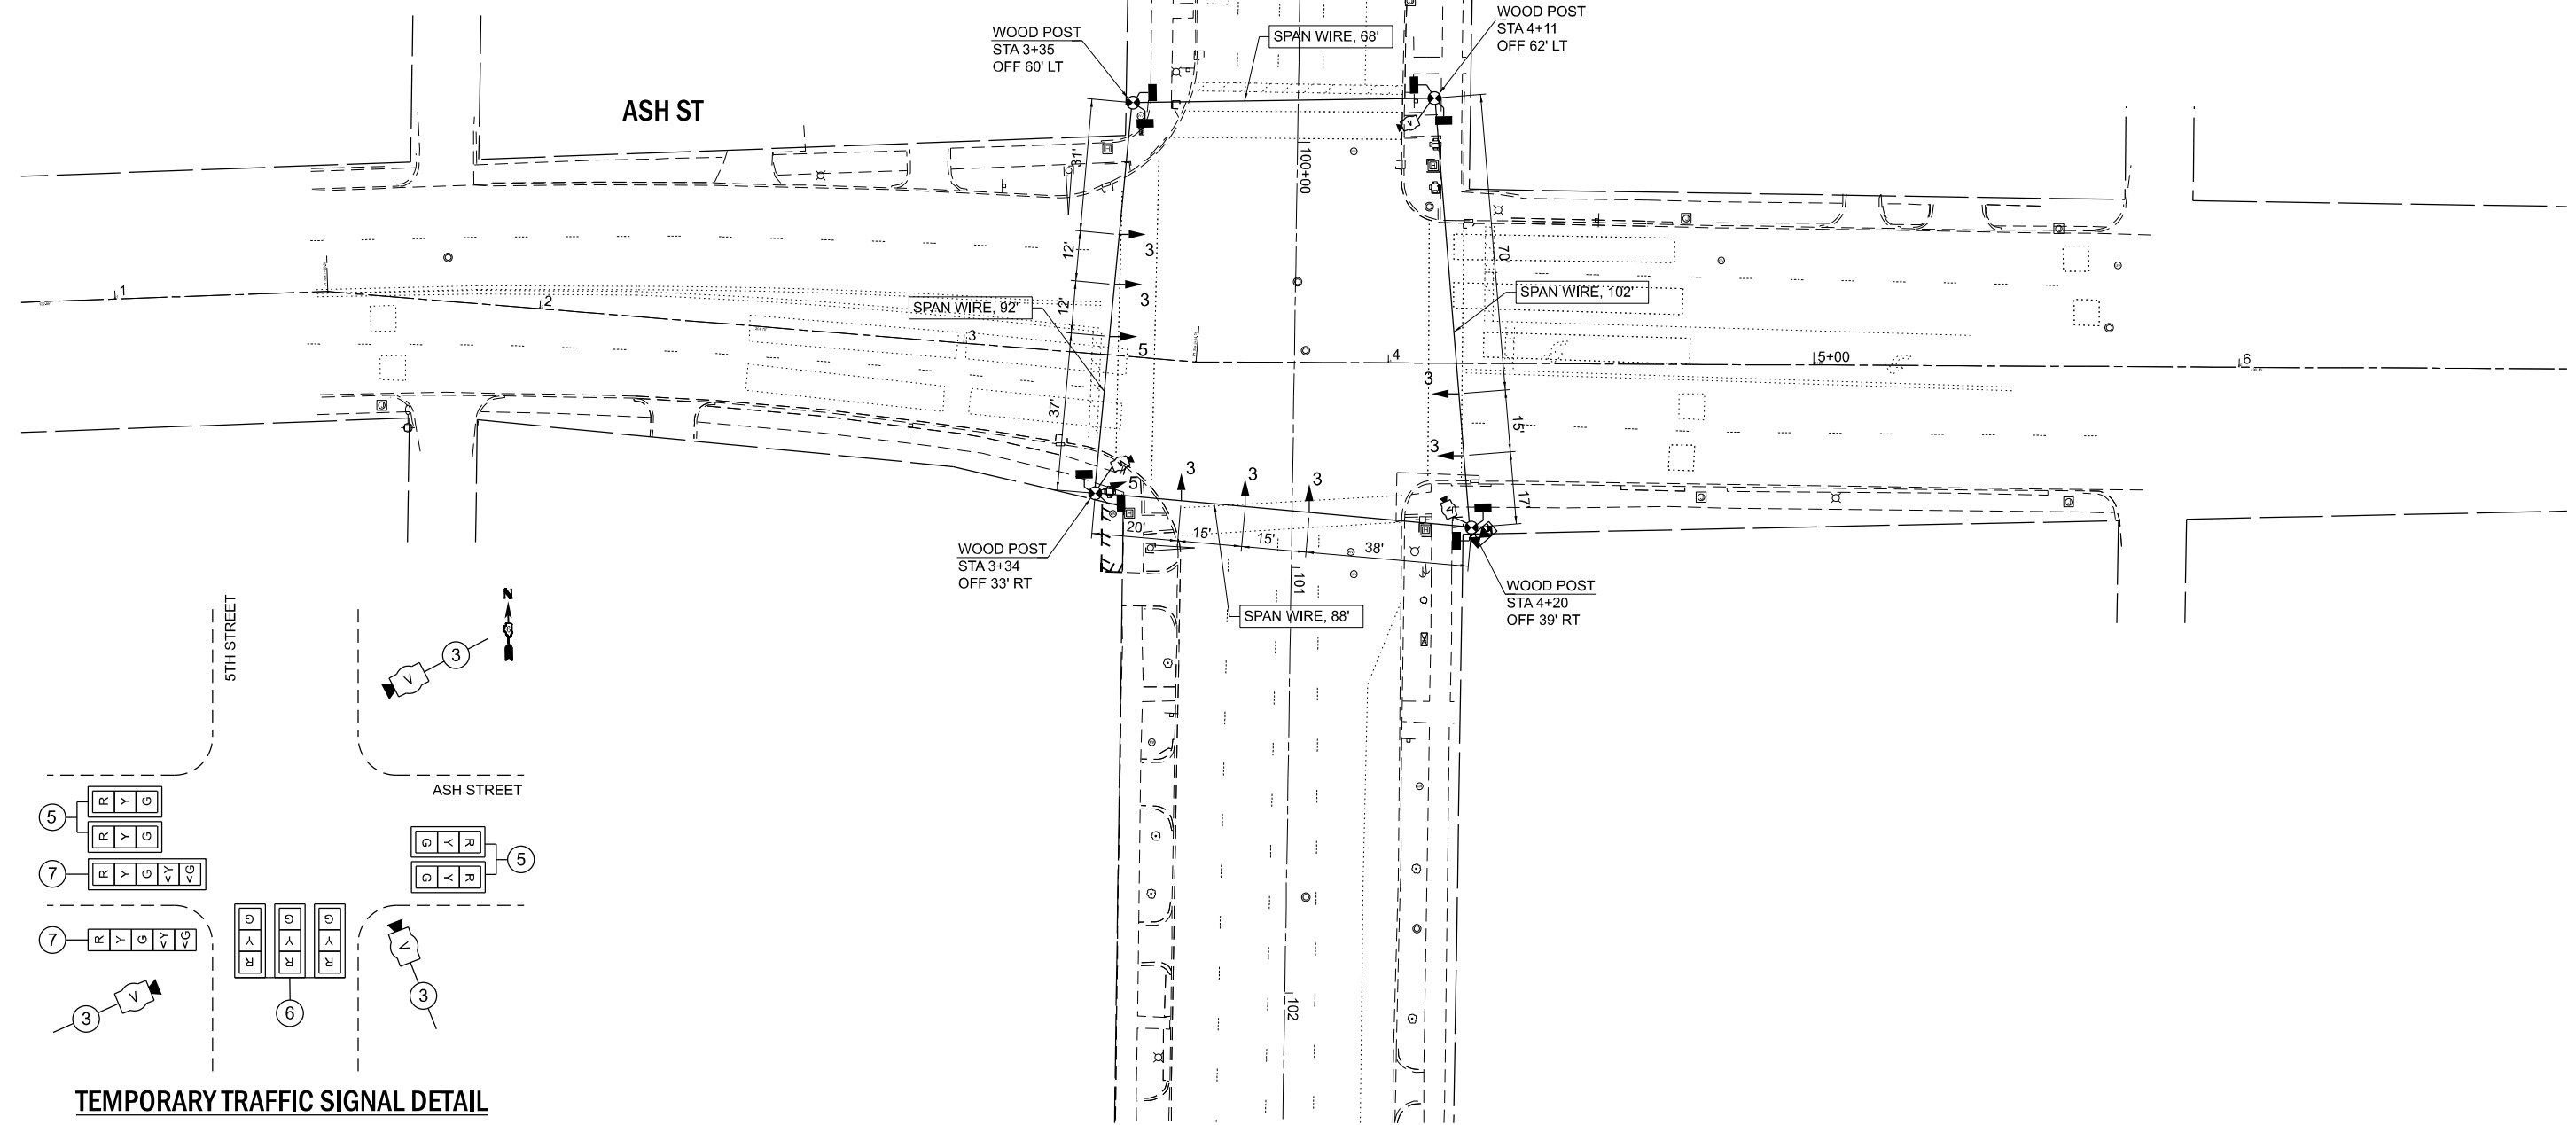 WOOD POST
STA 3+35
OFF 60' LT
SPAN WIRE, 68'
WOOD POST
STA 4+11
OFF 62' LT
ASH ST
31'
100+00
12'
3
12'
3
5
SPAN WIRE, 92'
70'
SPAN WIRE, 102'
1
2
3
4
5+00
6
37'
3
15'
3
17'
5
3
3
3
20'
15'
15'
38'
WOOD POST
STA 3+34
OFF 33' RT
101
SPAN WIRE, 88'
WOOD POST
STA 4+20
OFF 39' RT
102
5TH STREET
N
3
V
ASH STREET
5
R Y G
R Y G
7
R Y G <Y <G
G Y R
G Y R
5
7
R Y G <Y <G
G Y R
G Y R
G Y R
6
V
3
V
3
TEMPORARY TRAFFIC SIGNAL DETAIL